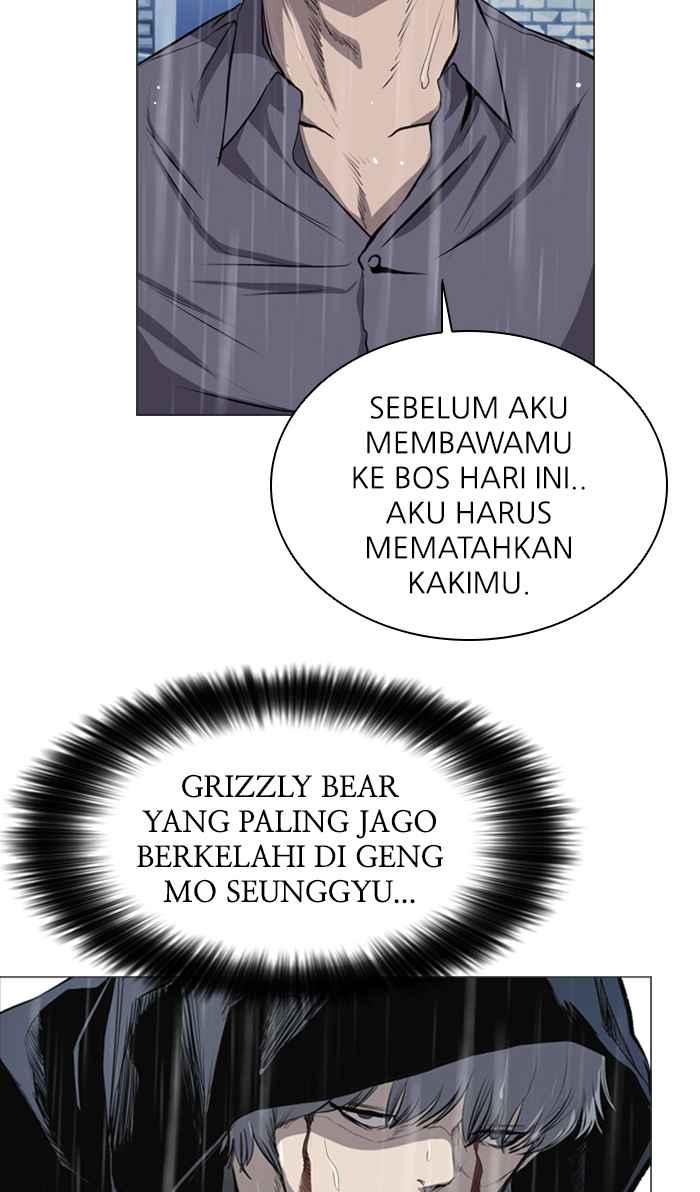 SEBELUM AKU
MEMBAWAMU
KE BOS HARI INI..
AKU HARUS
MEMATAHKAN
KAKIMU.
GRIZZLY BEAR
YANG PALING JAGO
BERKELAHI DI GENG
MO SEUNGGYU...